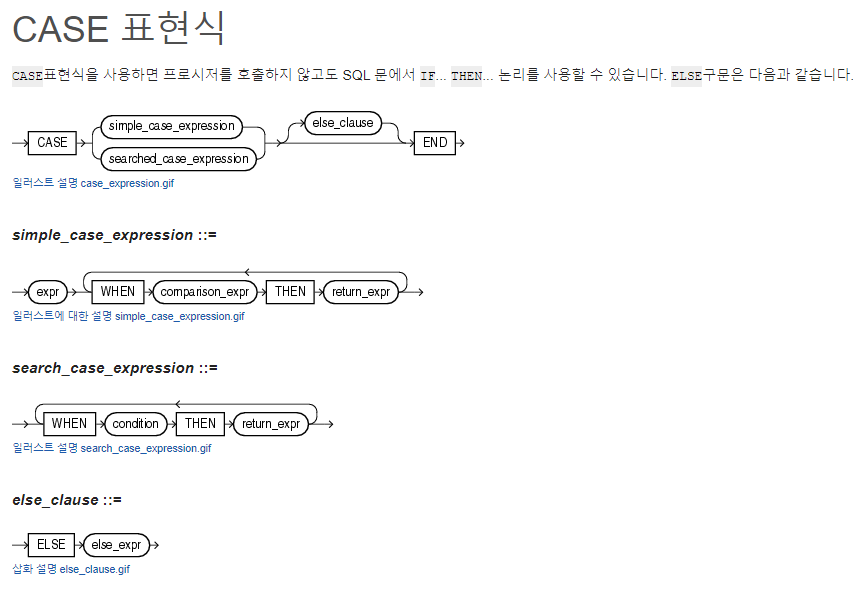 CASE 표현식
CASE표현식을 사용하면 프로시저를 호출하지 않고도 SQL 문에서 IF... THEN... 논리를 사용할 수 있습니다. ELSE구문은 다음과 같습니다.
simple_case_expression
else_clause
CASE
END
searched_case_expression
일러스트 설명 case_expression.gif
simple_case_expression ::=
expr WHEN comparison_expr THEN return_expr
일러스트에 대한 설명 simple_case_expression.gif
search_case_expression ::=
WHEN condition THEN return_expr
일러스트 설명 search_case_expression.gif
else_clause ::=
ELSE else_expr
삽화 설명 else_clause.gif